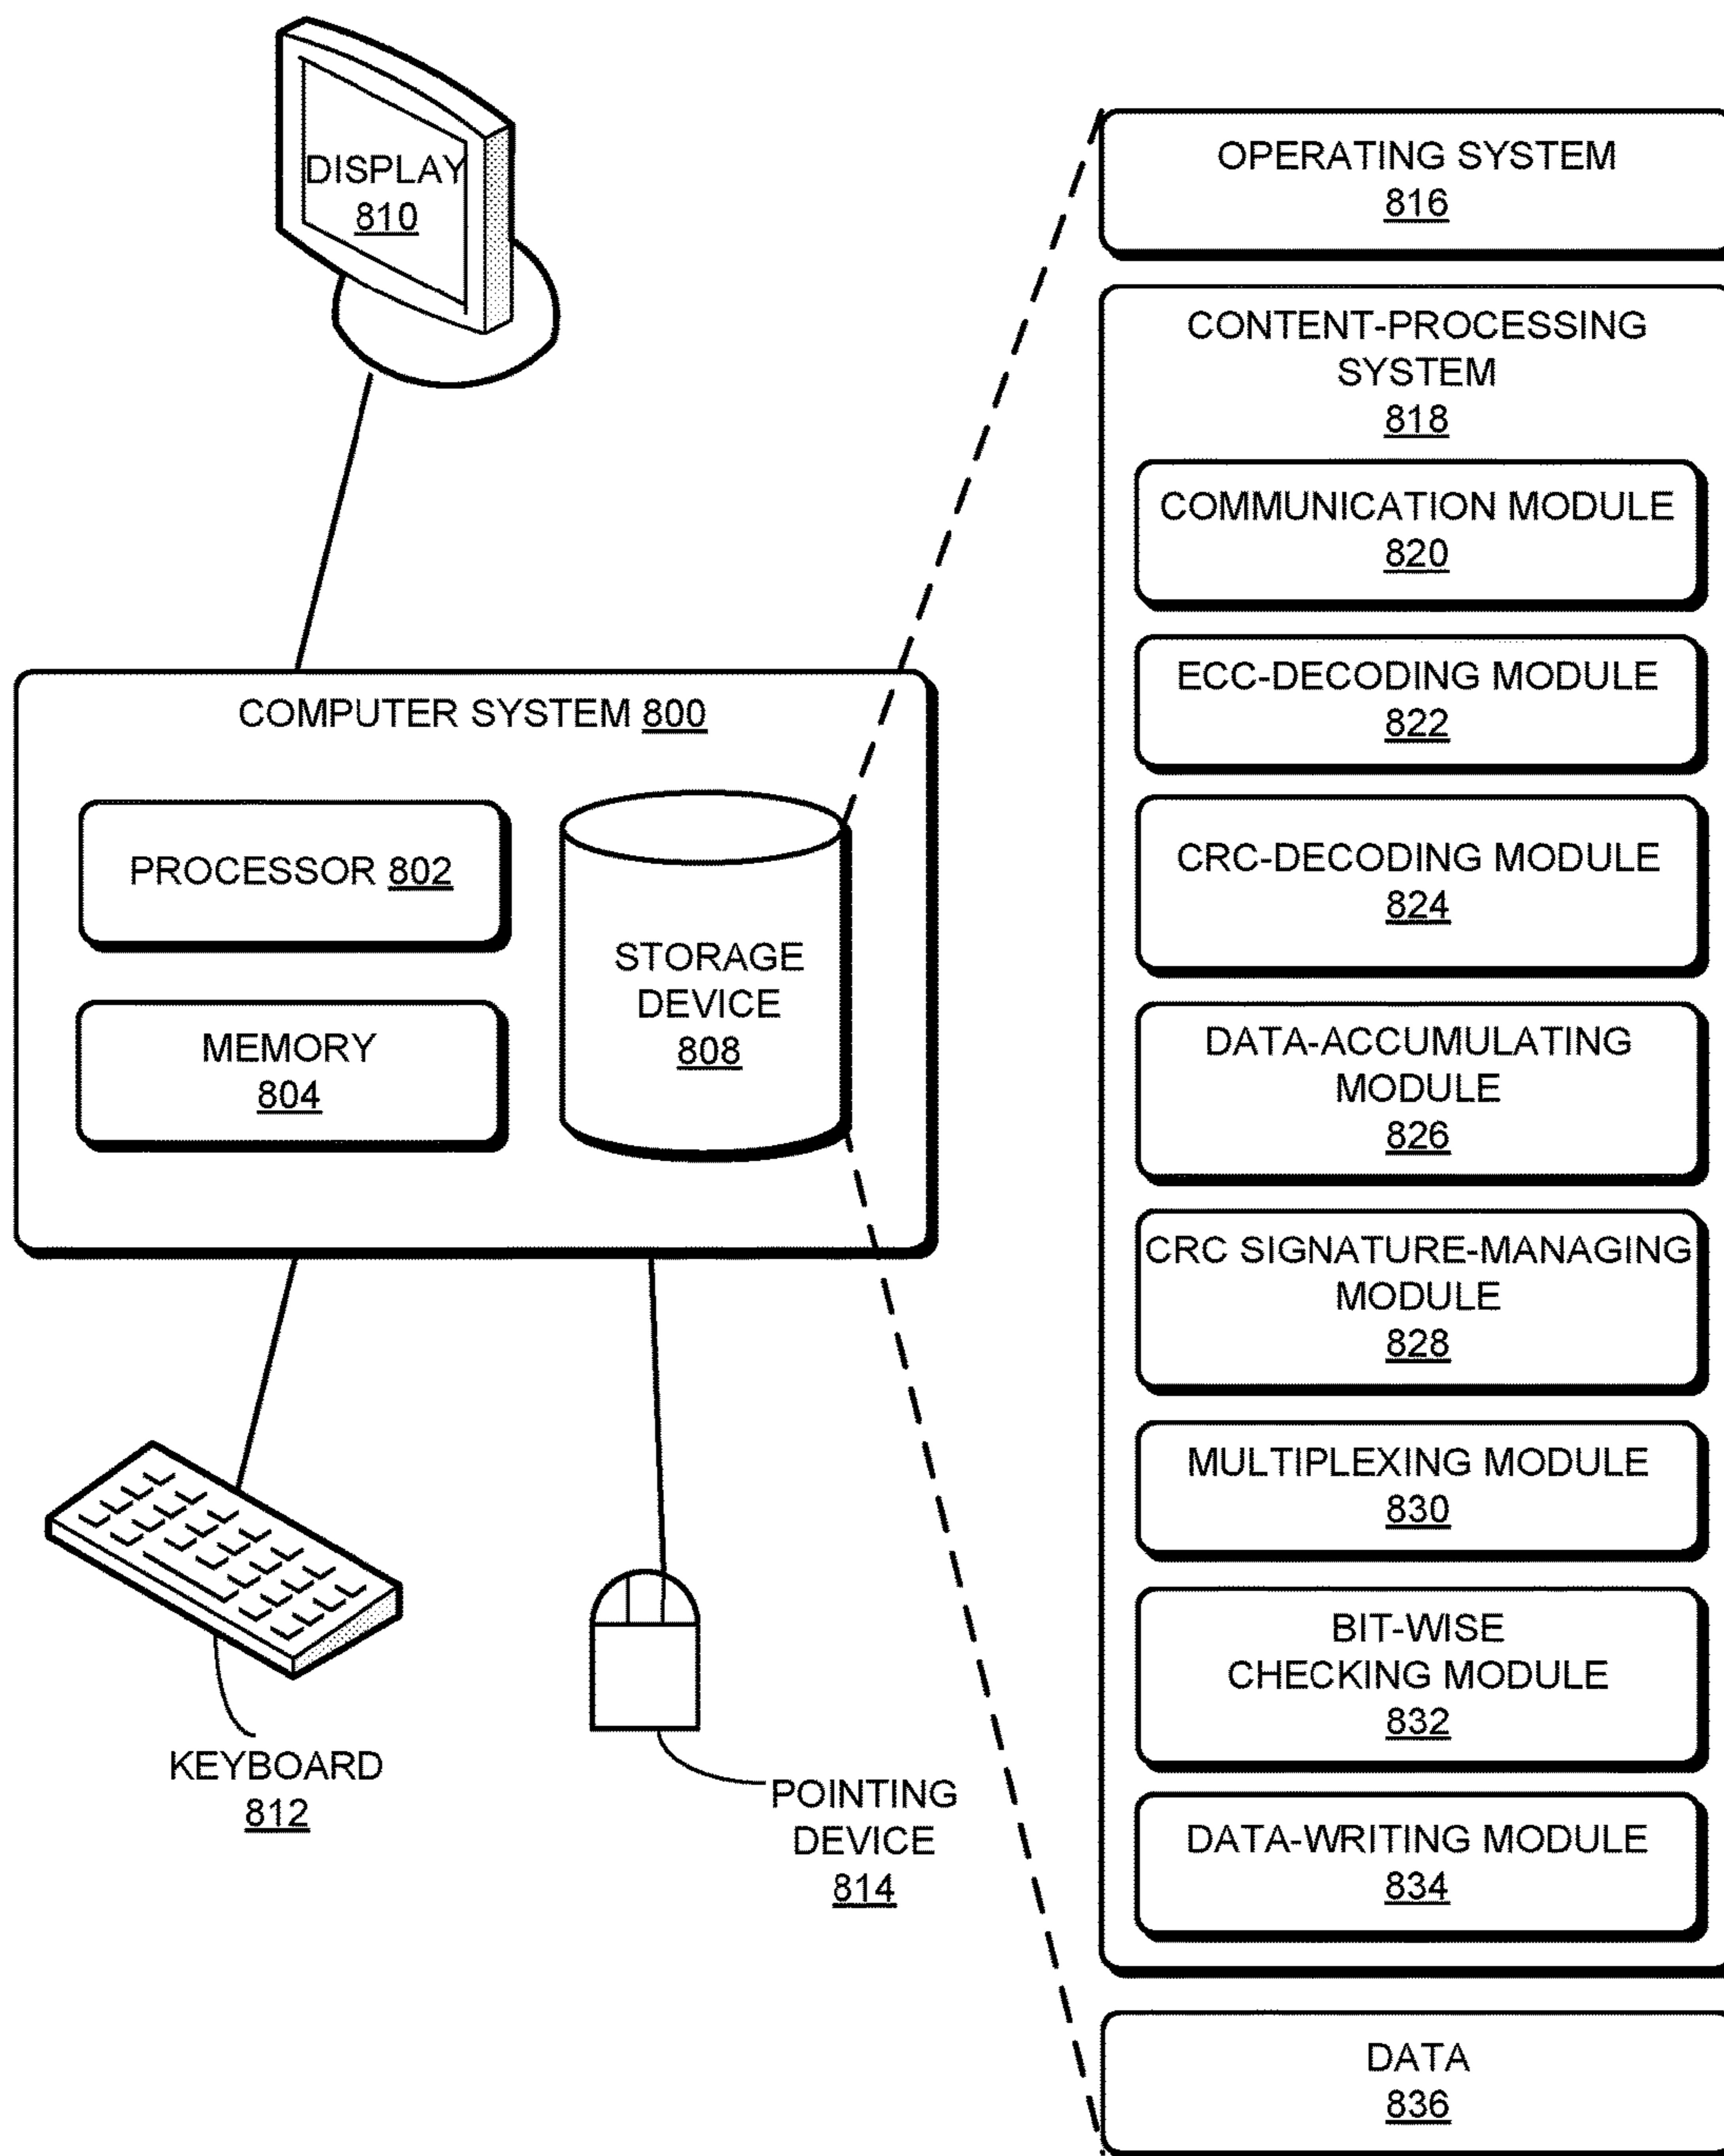 DISPLAY
810
COMPUTER SYSTEM 800
PROCESSOR 802
MEMORY
804
STORAGE
DEVICE
808
KEYBOARD
812
POINTING
DEVICE
814
OPERATING SYSTEM
816
CONTENT-PROCESSING
SYSTEM
818
COMMUNICATION MODULE
820
ECC-DECODING MODULE
822
CRC-DECODING MODULE
824
DATA-ACCUMULATING
MODULE
826
CRC SIGNATURE-MANAGING
MODULE
828
MULTIPLEXING MODULE
830
BIT-WISE
CHECKING MODULE
832
DATA-WRITING MODULE
834
DATA
836